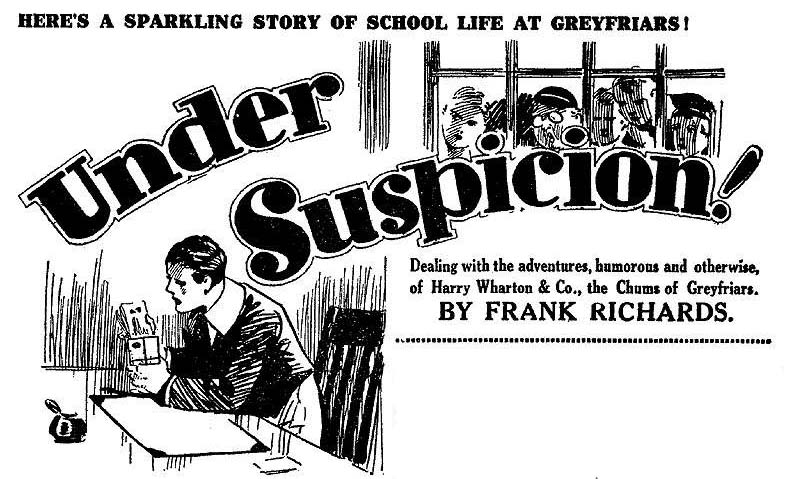 HERE'S A SPARKLING STORY OF SCHOOL LIFE AT GREYFRIARS!
Under
Suspicion!
Dealing with the adventures, humorous and otherwise,
of Harry Wharton & Co., the Chums of Greyfriars.
BY FRANK RICHARDS.